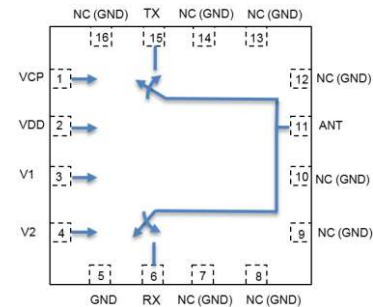 NC (GND) TX NC (GND) NC (GND)
16 15 14 13
VCP 1 12 NC (GND)
VDD 2 11 ANT
V1 3 10 NC (GND)
V2 4 9 NC (GND)
5 6 7 8
GND RX NC (GND) NC (GND)